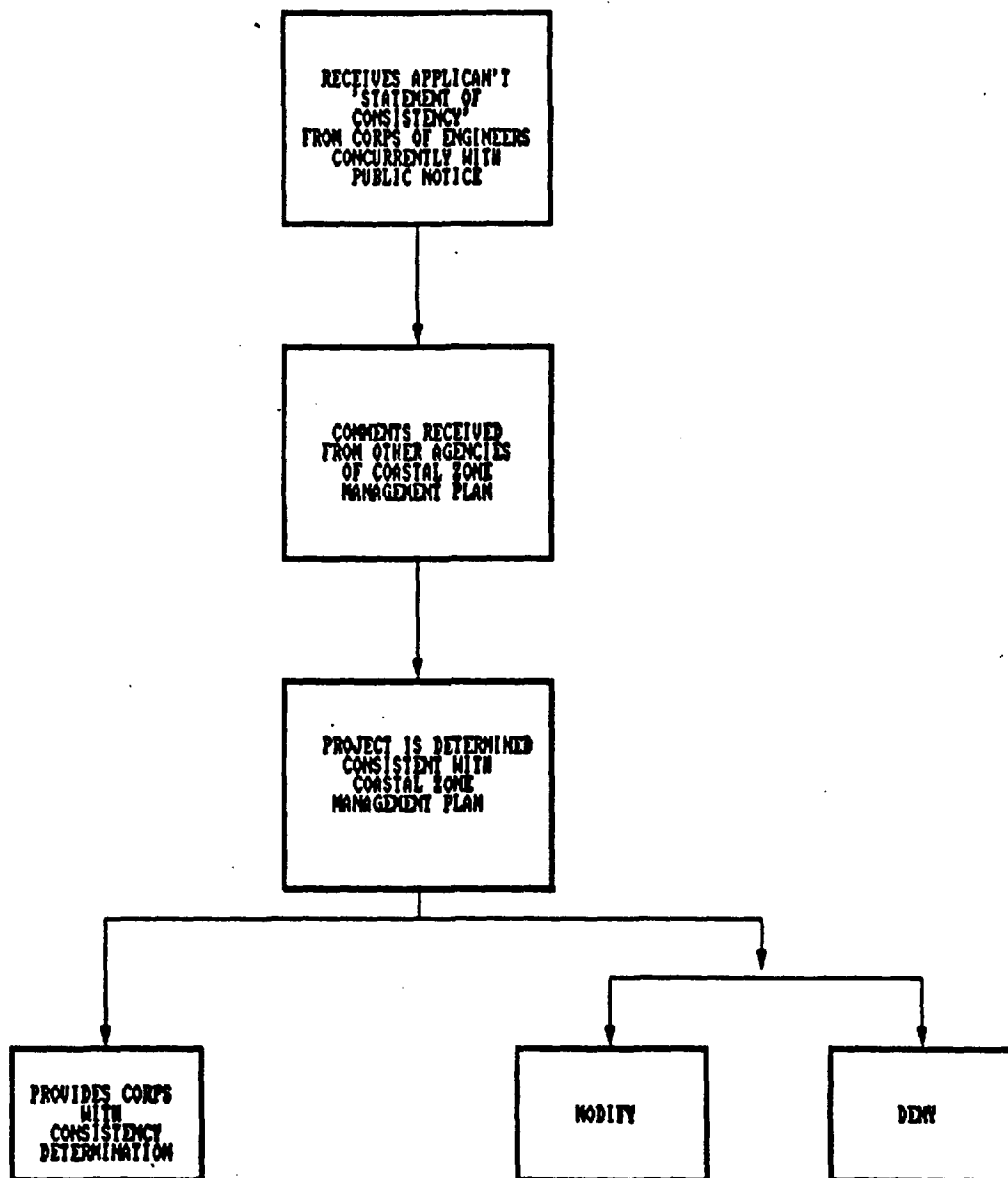 RECEIVES APPLICAN'T
'STATEMENT OF
CONSISTENCY'
FROM CORPS OF ENGINEERS
CONCURRENTLY WITH
PUBLIC NOTICE
COMMENTS RECEIVED
FROM OTHER AGENCIES
OF COASTAL ZONE
MANAGEMENT PLAN
PROJECT IS DETERMINED
CONSISTENT WITH
COASTAL ZONE
MANAGEMENT PLAN
PROVIDES CORPS
WITH
CONSISTENCY
DETERMINATION
MODIFY
DENY